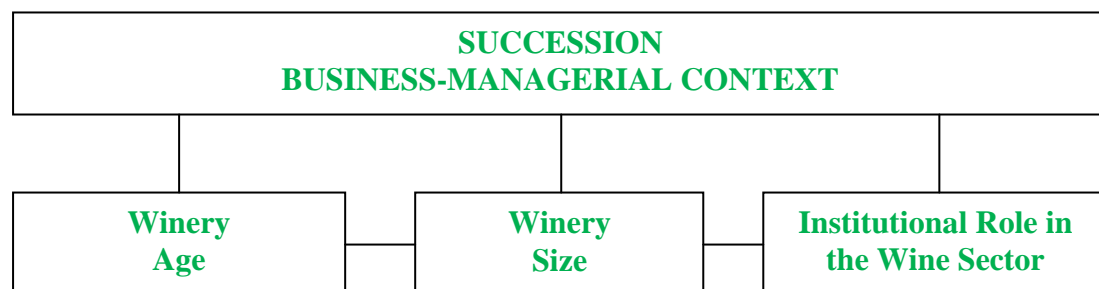 SUCCESSION
BUSINESS-MANAGERIAL CONTEXT
Winery
Age
Winery
Size
Institutional Role in
the Wine Sector